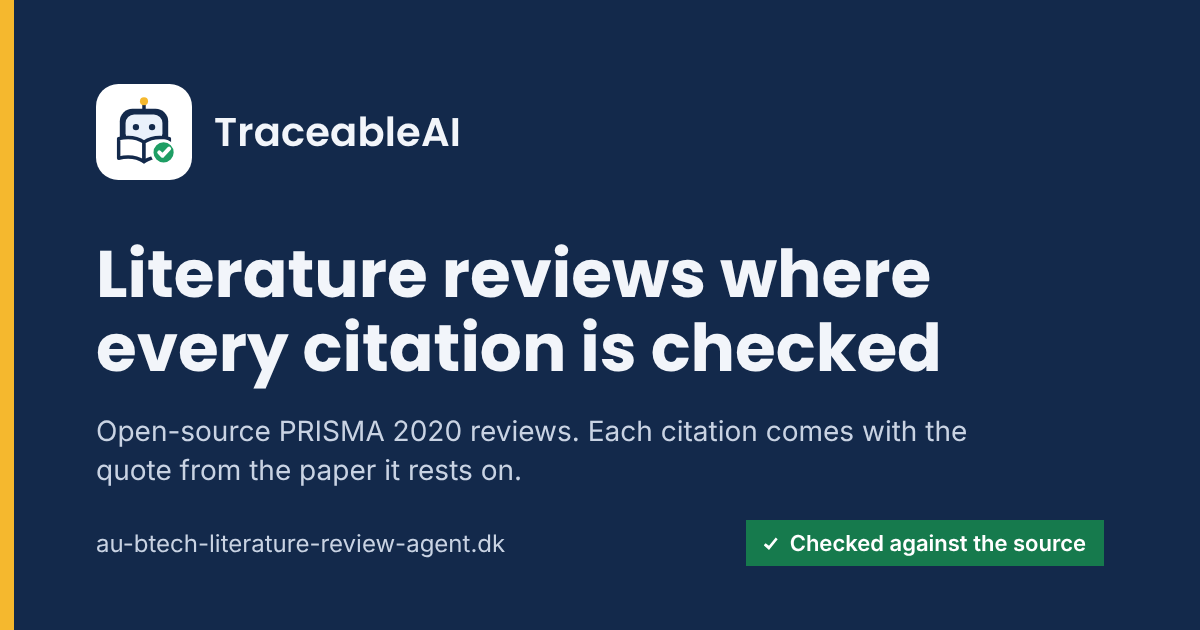 TraceableAI
Literature reviews where
every citation is checked
Open-source PRISMA 2020 reviews. Each citation comes with the
quote from the paper it rests on.
au-btech-literature-review-agent.dk
✓ Checked against the source